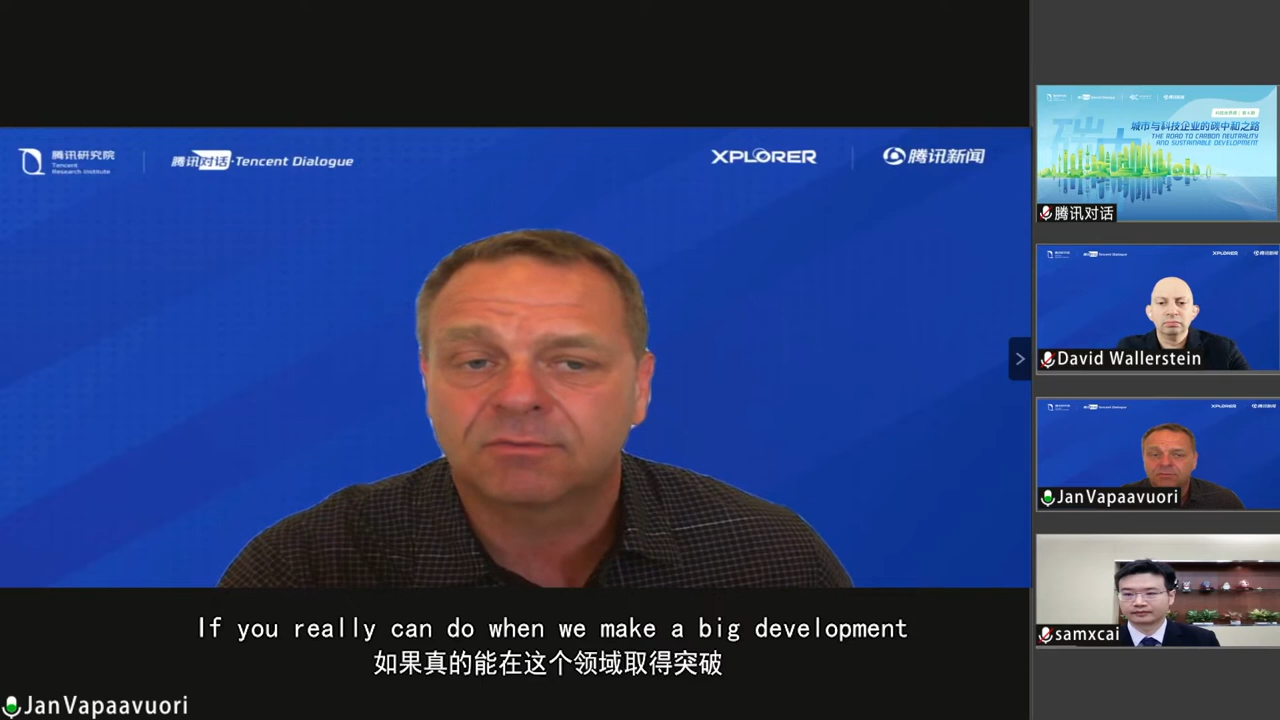 腾讯研究院
Tencent
Research Iinstitute
腾讯对话·Tencent Dialogue
XPLORER
腾讯新闻
If you really can do when we make a big development
如果真的能在这个领域取得突破
JanVapaavuori
城市与科技企业的碳中和之路
THE ROAD TO CARBON NEUTRALITY
AND SUSTAINABLE DEVELOPMENT
腾讯对话
XPLORER
David Wallerstein
XPLORER
JanVapaavuori
samxcai